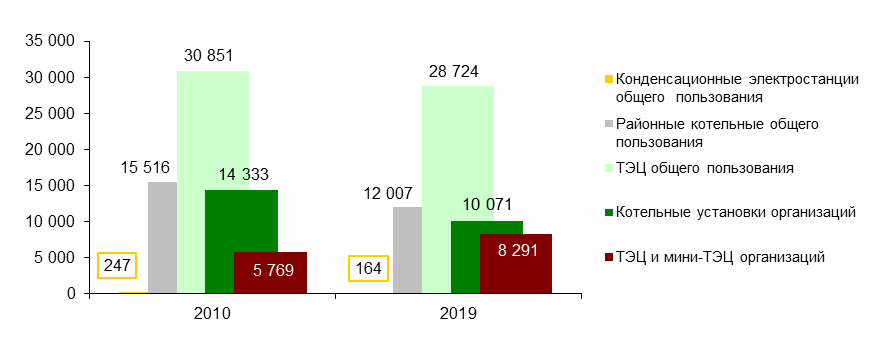 35 000
30 000
25 000
20 000
15 000
10 000
5 000
0
247
15 516
30 851
14 333
5 769
164
12 007
28 724
10 071
8 291
2010
2019
Конденсационные электростанции
общего пользования
Районные котельные общего
пользования
ТЭЦ общего пользования
Котельные установки организаций
ТЭЦ и мини-ТЭЦ организаций